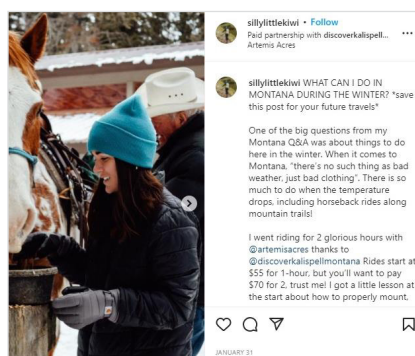 sillylittlekiwi • Follow
Paid partnership with discoverkalispell...
Artemis Acres
sillylittlekiwi WHAT CAN I DO IN
MONTANA DURING THE WINTER? *save
this post for your future travels*
One of the big questions from my
Montana Q&A was about things to do
here in the winter. When it comes to
Montana, "there's no such thing as bad
weather, just bad clothing". There is so
much to do when the temperature
drops, including horseback rides along
mountain trails!
I went riding for 2 glorious hours with
@artemisacres thanks to
@discoverkalispellmontana Rides start at
$55 for 1-hour, but you'll want to pay
$70 for 2, trust me! I got a little lesson at
the start about how to properly mount,
JANUARY 31